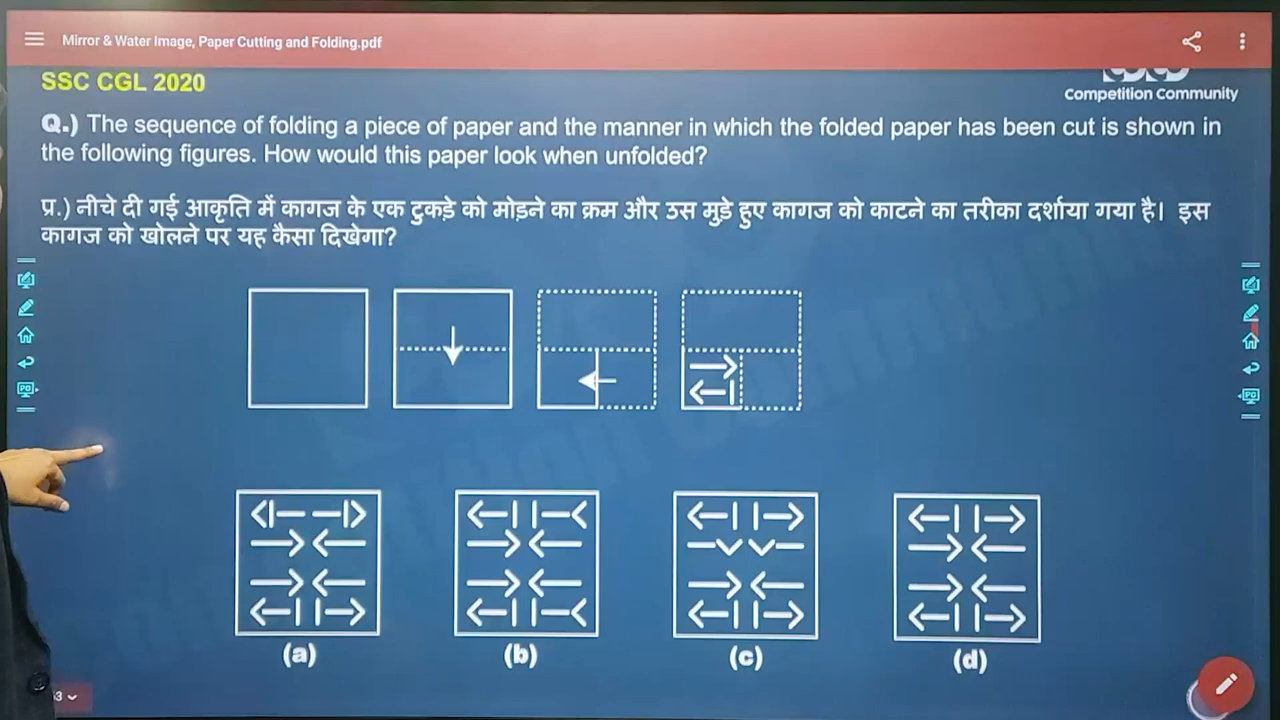 Mirror & Water Image, Paper Cutting and Folding.pdf
SSC CGL 2020
Competition Community
Q.) The sequence of folding a piece of paper and the manner in which the folded paper has been cut is shown in
the following figures. How would this paper look when unfolded?
प्र.) नीचे दी गई आकृति में कागज के एक टुकड़े को मोड़ने का क्रम और उस मुड़े हुए कागज को काटने का तरीका दर्शाया गया है। इस
कागज को खोलने पर यह कैसा दिखेगा?
(a) (b) (c) (d)